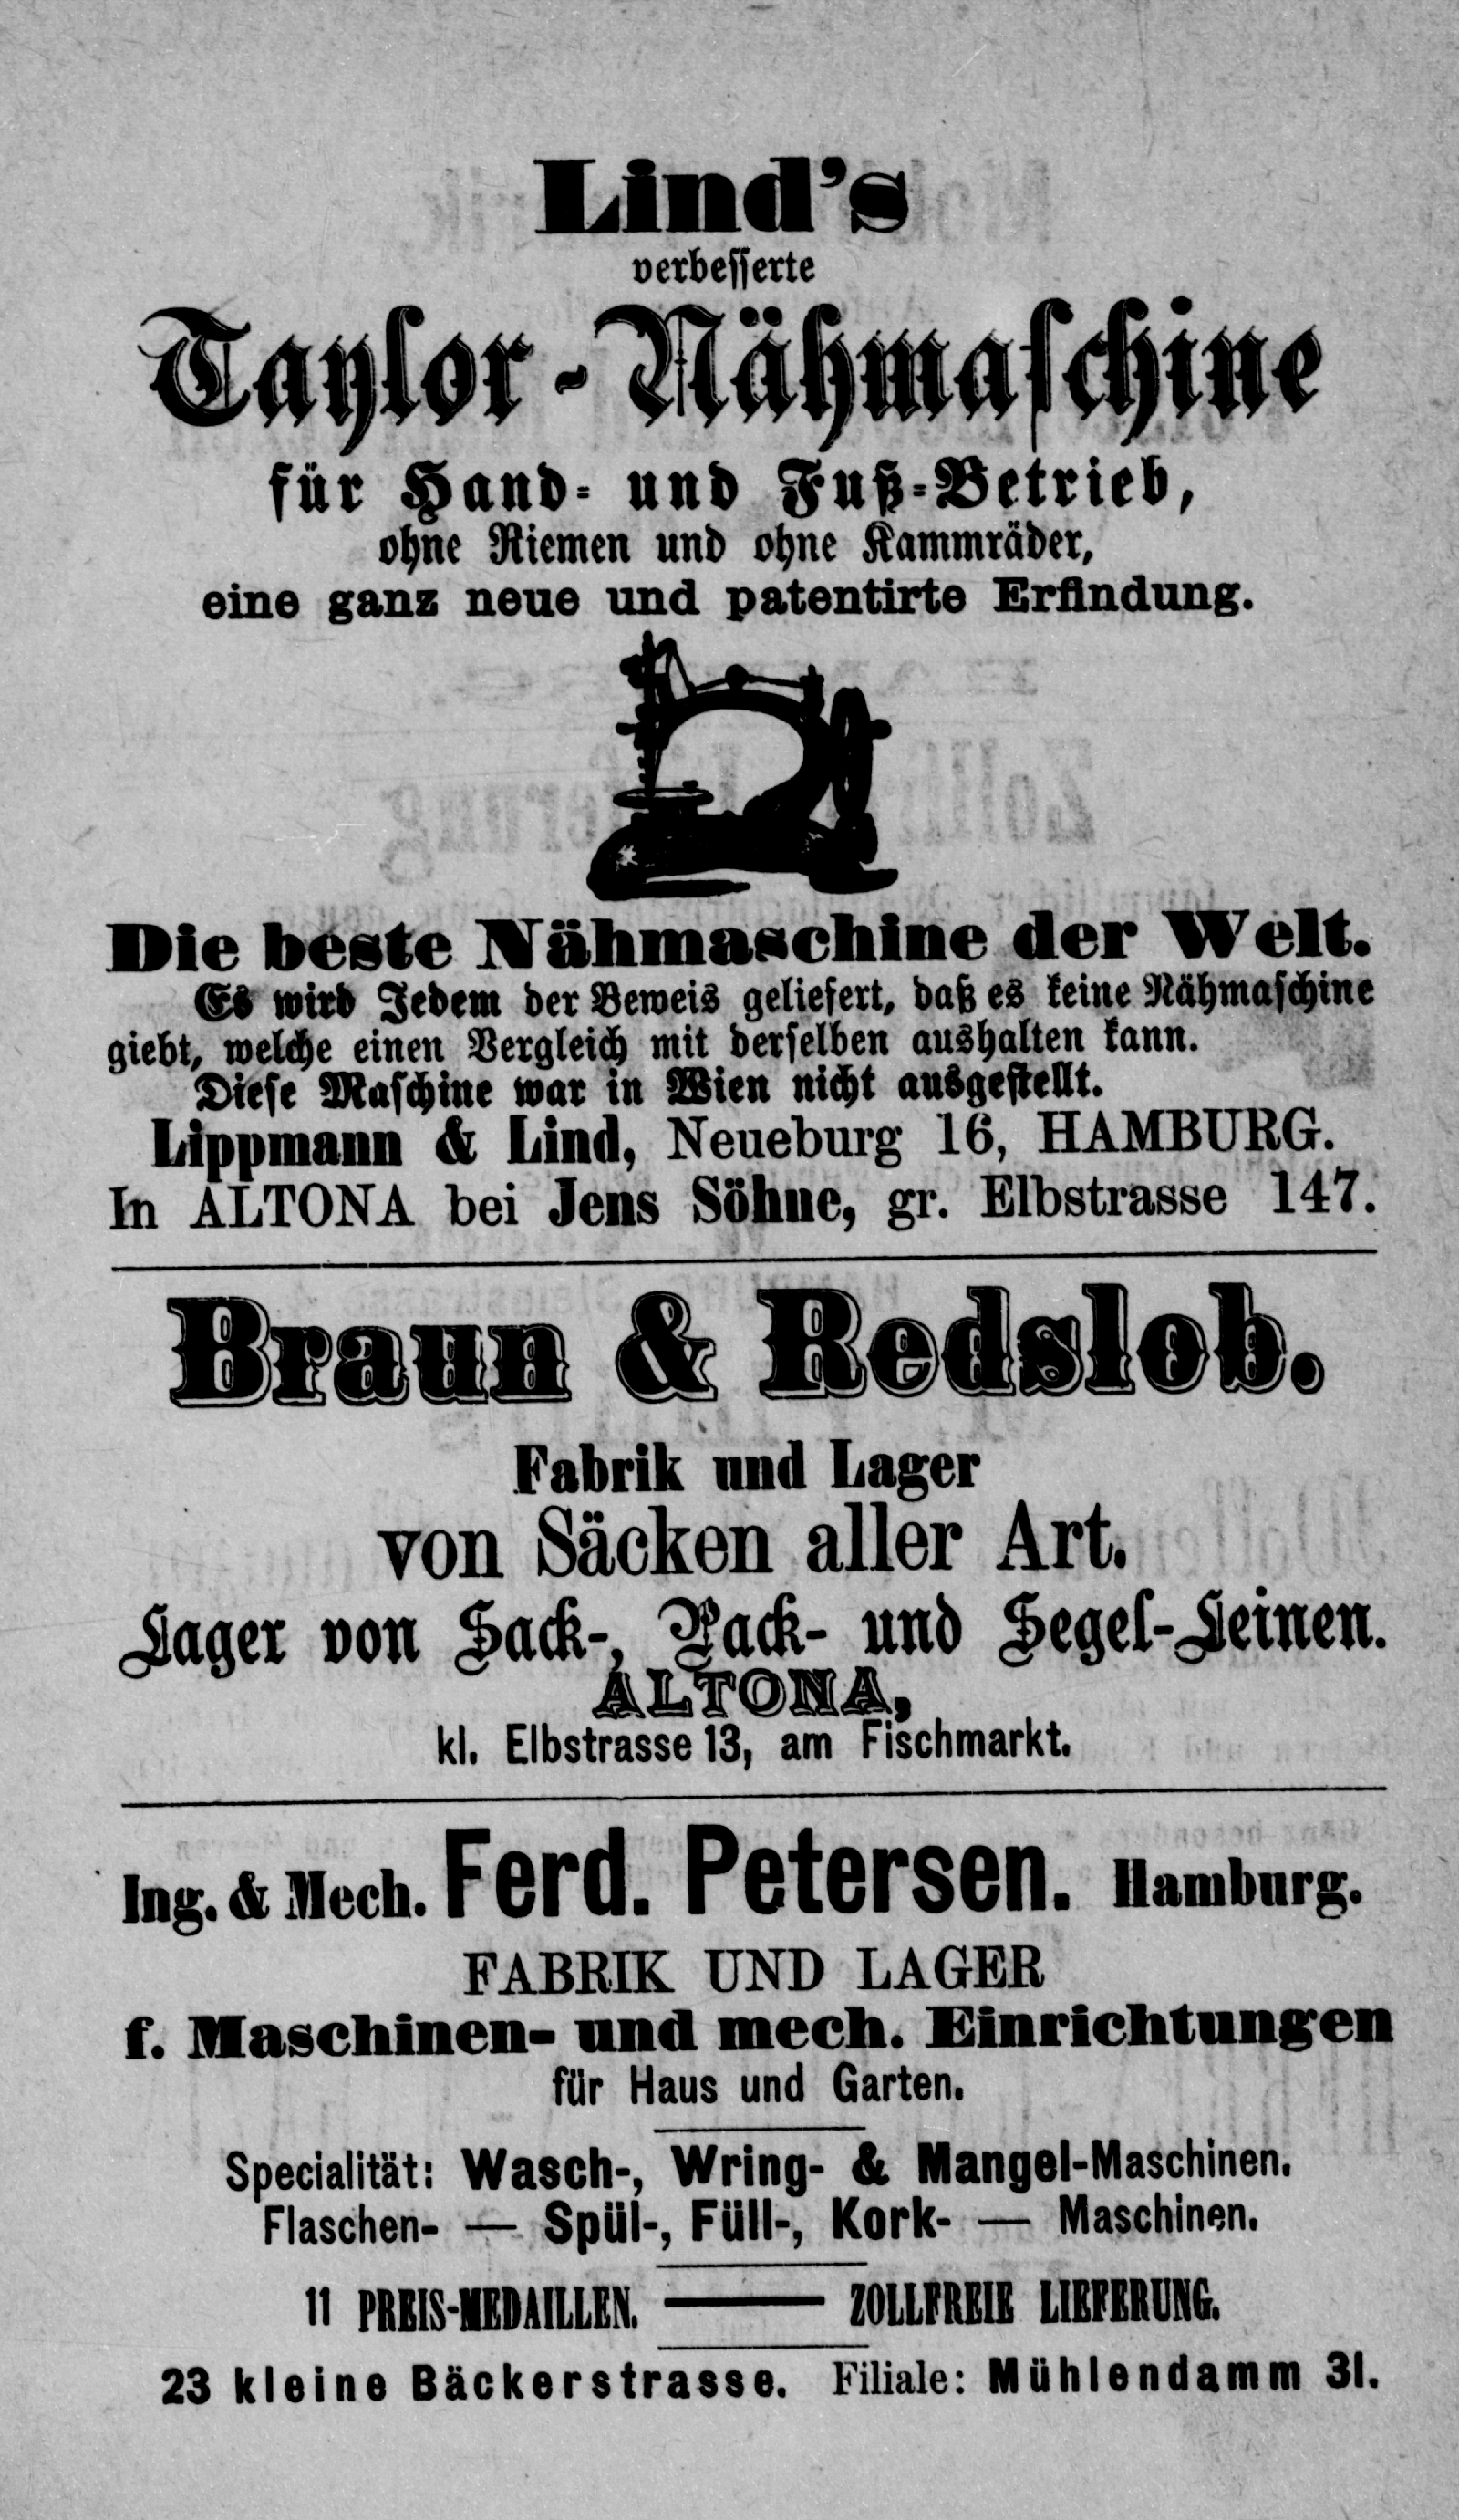 Lind's
verbesserte
Taylor-Nähmaschine
für Hand- und Fuß-Betrieb,
ohne Riemen und ohne Kammräder,
eine ganz neue und patentirte Erfindung.
Die beste Nähmaschine der Welt.
Es wird Jedem der Beweis geliefert, daß es keine Nähmaschine
giebt, welche einen Vergleich mit derselben aushalten kann.
Diese Maschine war in Wien nicht ausgestellt.
Lippmann & Lind, Neueburg 16, HAMBURG.
In ALTONA bei Jens Söhne, gr. Elbstrasse 147.
Braun & Redslob.
Fabrik und Lager
von Säcken aller Art.
Lager von Sack-, Pack- und Segel-Leinen.
ALTONA,
kl. Elbstrasse 13, am Fischmarkt.
Ing. & Mech. Ferd. Petersen. Hamburg.
FABRIK UND LAGER
f. Maschinen- und mech. Einrichtungen
für Haus und Garten.
Specialität: Wasch-, Wring- & Mangel-Maschinen.
Flaschen- — Spül-, Füll-, Kork- — Maschinen.
11 PREIS-MEDAILLEN. — ZOLLFREIE LIEFERUNG.
23 kleine Bäckerstrasse. Filiale: Mühlendamm 31.